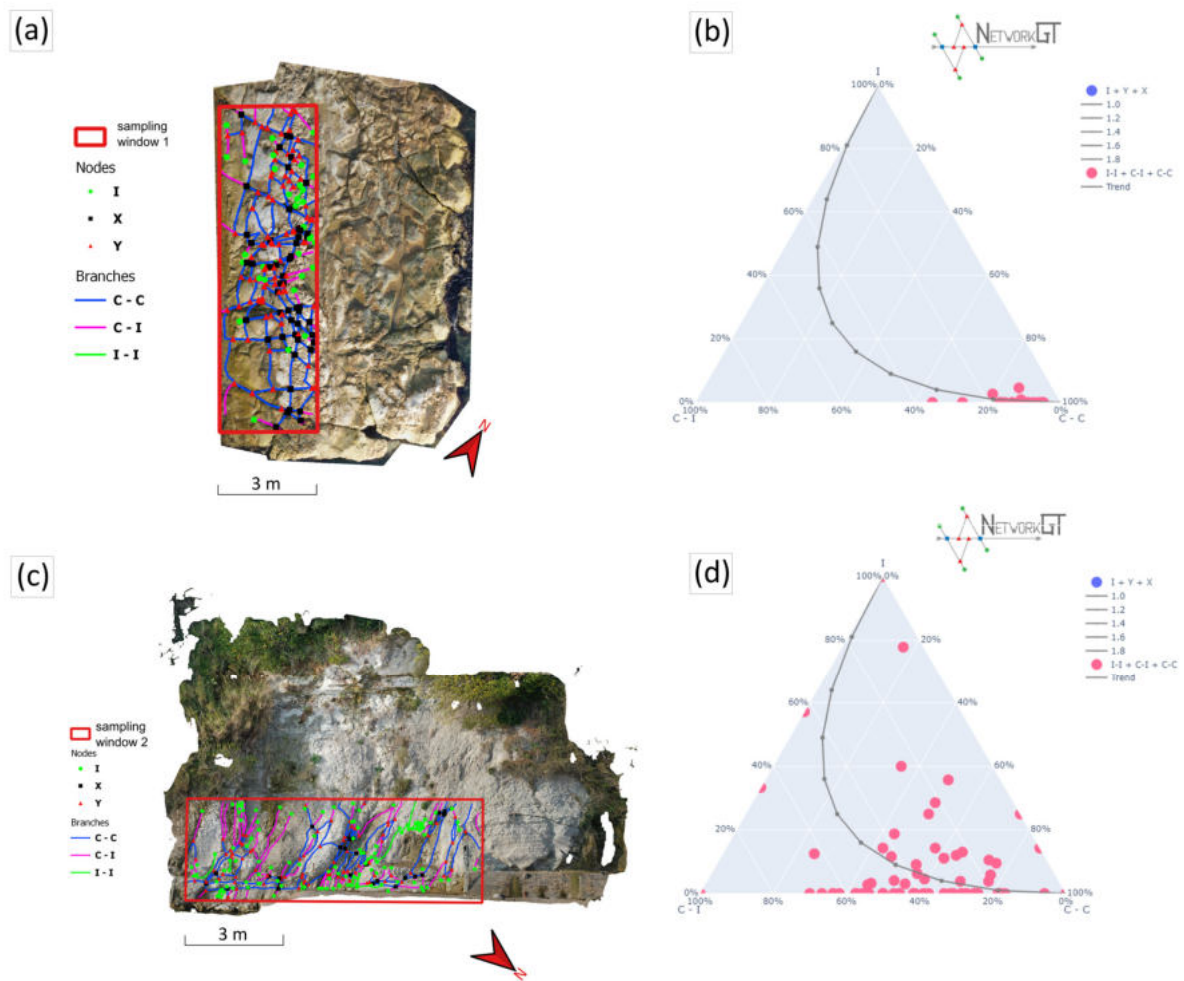 (a)
sampling
window 1
Nodes
I
X
Y
Branches
C - C
C - I
I - I
3 m
N
(b)
NETWORKGT
I
100% 0%
80% 20%
60% 40%
40% 60%
20% 80%
0% 100%
100% 80% 60% 40% 20% 0%
C - I C - C
I + Y + X
1.0
1.2
1.4
1.6
1.8
I-I + C-I + C-C
Trend
(c)
sampling
window 2
Nodes
I
X
Y
Branches
C - C
C - I
I - I
3 m
N
(d)
NETWORKGT
I
100% 0%
80% 20%
60% 40%
40% 60%
20% 80%
0% 100%
100% 80% 60% 40% 20% 0%
C - I C - C
I + Y + X
1.0
1.2
1.4
1.6
1.8
I-I + C-I + C-C
Trend